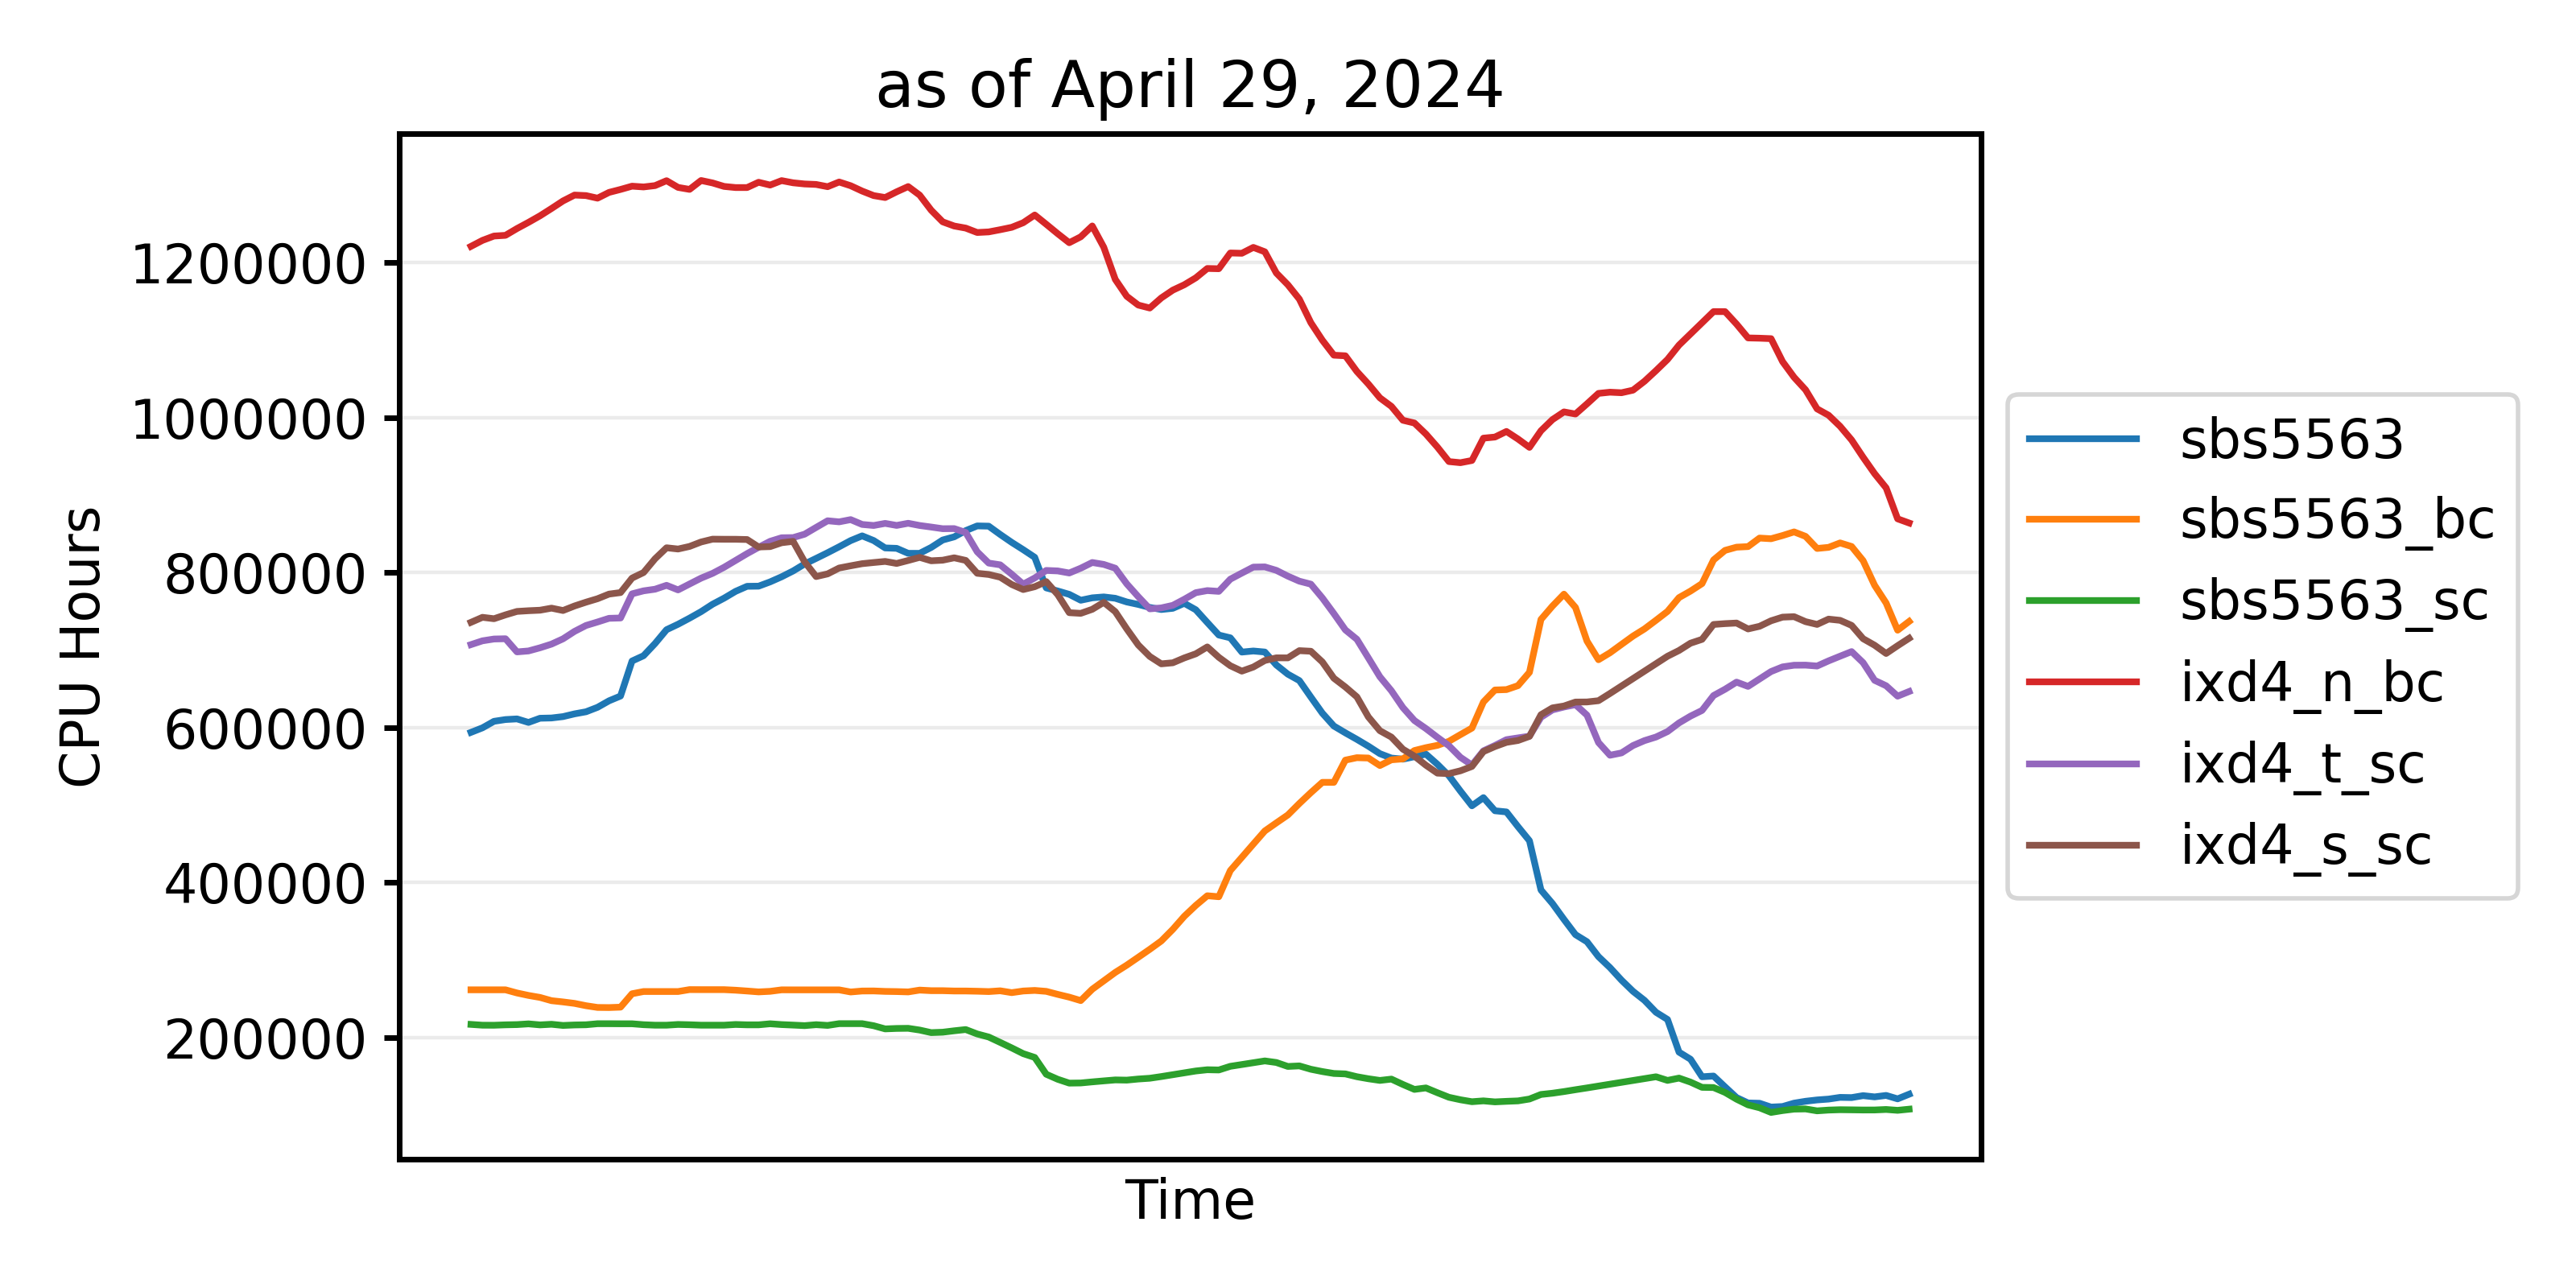 as of April 29, 2024
CPU Hours
1200000
1000000
800000
600000
400000
200000
Time
sbs5563
sbs5563_bc
sbs5563_sc
ixd4_n_bc
ixd4_t_sc
ixd4_s_sc